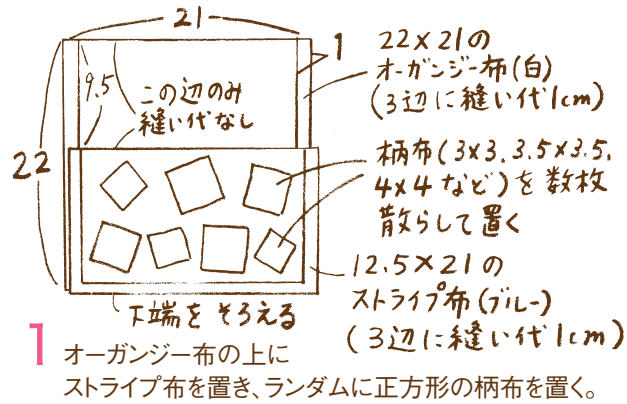 21
1
9.5
22
この辺のみ
縫い代なし
22×21の
オーガンジー布(白)
(3辺に縫い代1cm)
柄布(3×3.3.5×3.5.
4×4など)を数枚
散らして置く
12.5×21の
ストライプ布(ブルー)
(3辺に縫い代1cm)
下端をそろえる
1 オーガンジー布の上に
ストライプ布を置き、ランダムに正方形の柄布を置く。